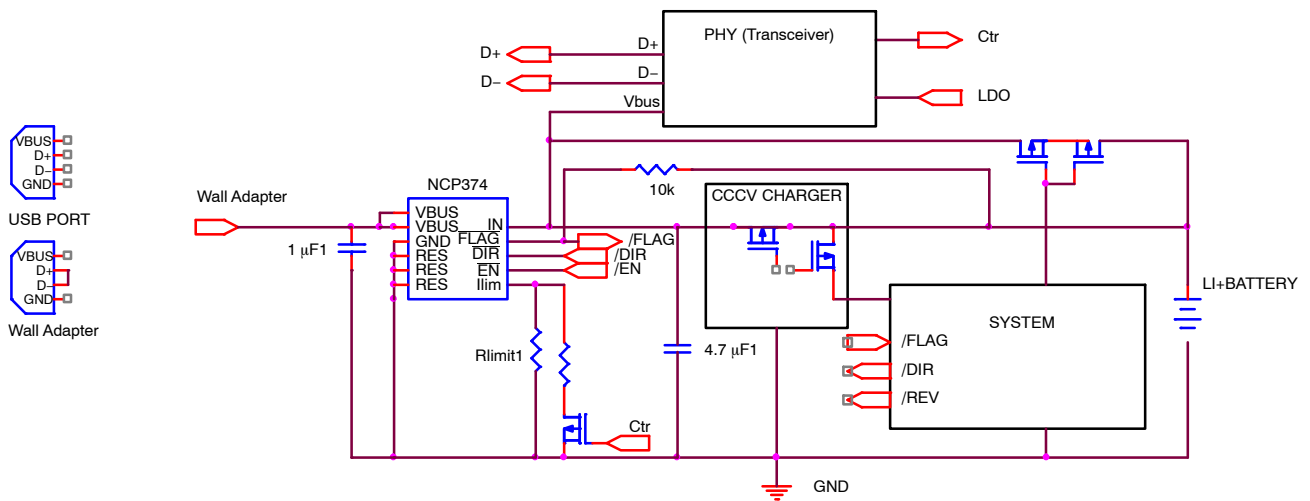 PHY (Transceiver)
D+
D−
Vbus
D+
D−
Ctr
LDO
VBUS
D+
D−
GND
USB PORT
VBUS
D+
D−
GND
Wall Adapter
Wall Adapter
1 µF1
NCP374
VBUS
VBUS
GND
RES
RES
RES
IN
FLAG
DIR
EN
Ilim
/FLAG
/DIR
/EN
10k
CCCV CHARGER
Rlimit1
4.7 µF1
Ctr
SYSTEM
/FLAG
/DIR
/REV
LI+BATTERY
GND